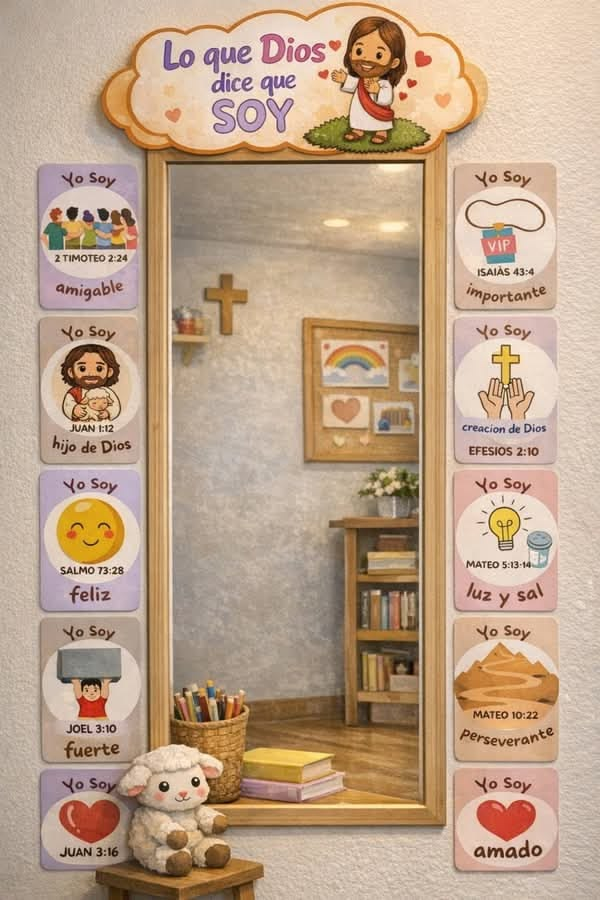 Lo que Dios
dice que
SOY
Yo Soy
2 TIMOTEO 2:24
amigable
Yo Soy
JUAN 1:12
hijo de Dios
Yo Soy
SALMO 73:28
feliz
Yo Soy
JOEL 3:10
fuerte
Yo Soy
JUAN 3:16
Yo Soy
VIP
ISAIÁS 43:4
importante
Yo Soy
creacion de Dios
EFESIOS 2:10
Yo Soy
MATEO 5:13-14
luz y sal
Yo Soy
MATEO 10:22
perseverante
Yo Soy
amado